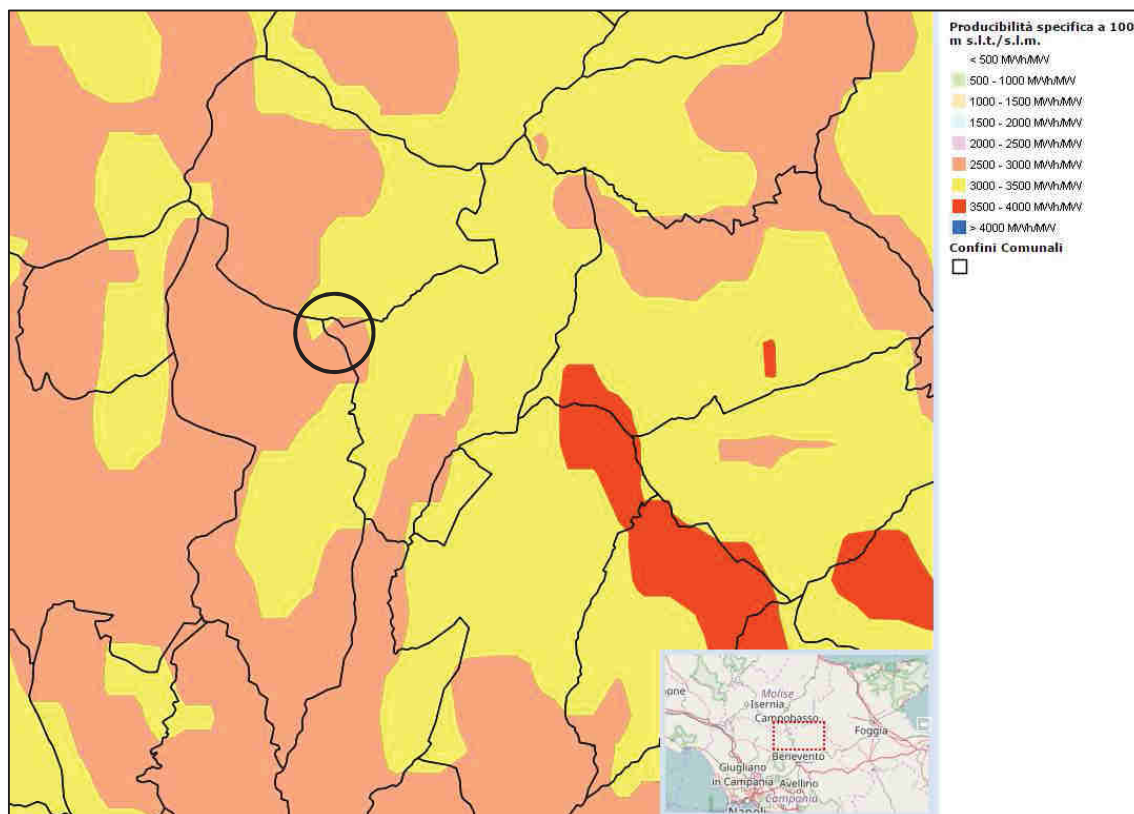 Producibilità specifica a 100
m s.l.t./s.l.m.
< 500 MWh/MW
500 - 1000 MWh/MW
1000 - 1500 MWh/MW
1500 - 2000 MWh/MW
2000 - 2500 MWh/MW
2500 - 3000 MWh/MW
3000 - 3500 MWh/MW
3500 - 4000 MWh/MW
> 4000 MWh/MW
Confini Comunali
Molise
one
Isernia
Campobasso
Foggia
Benevento
Giugliano
in Campania
Avellino
Campania
Napoli